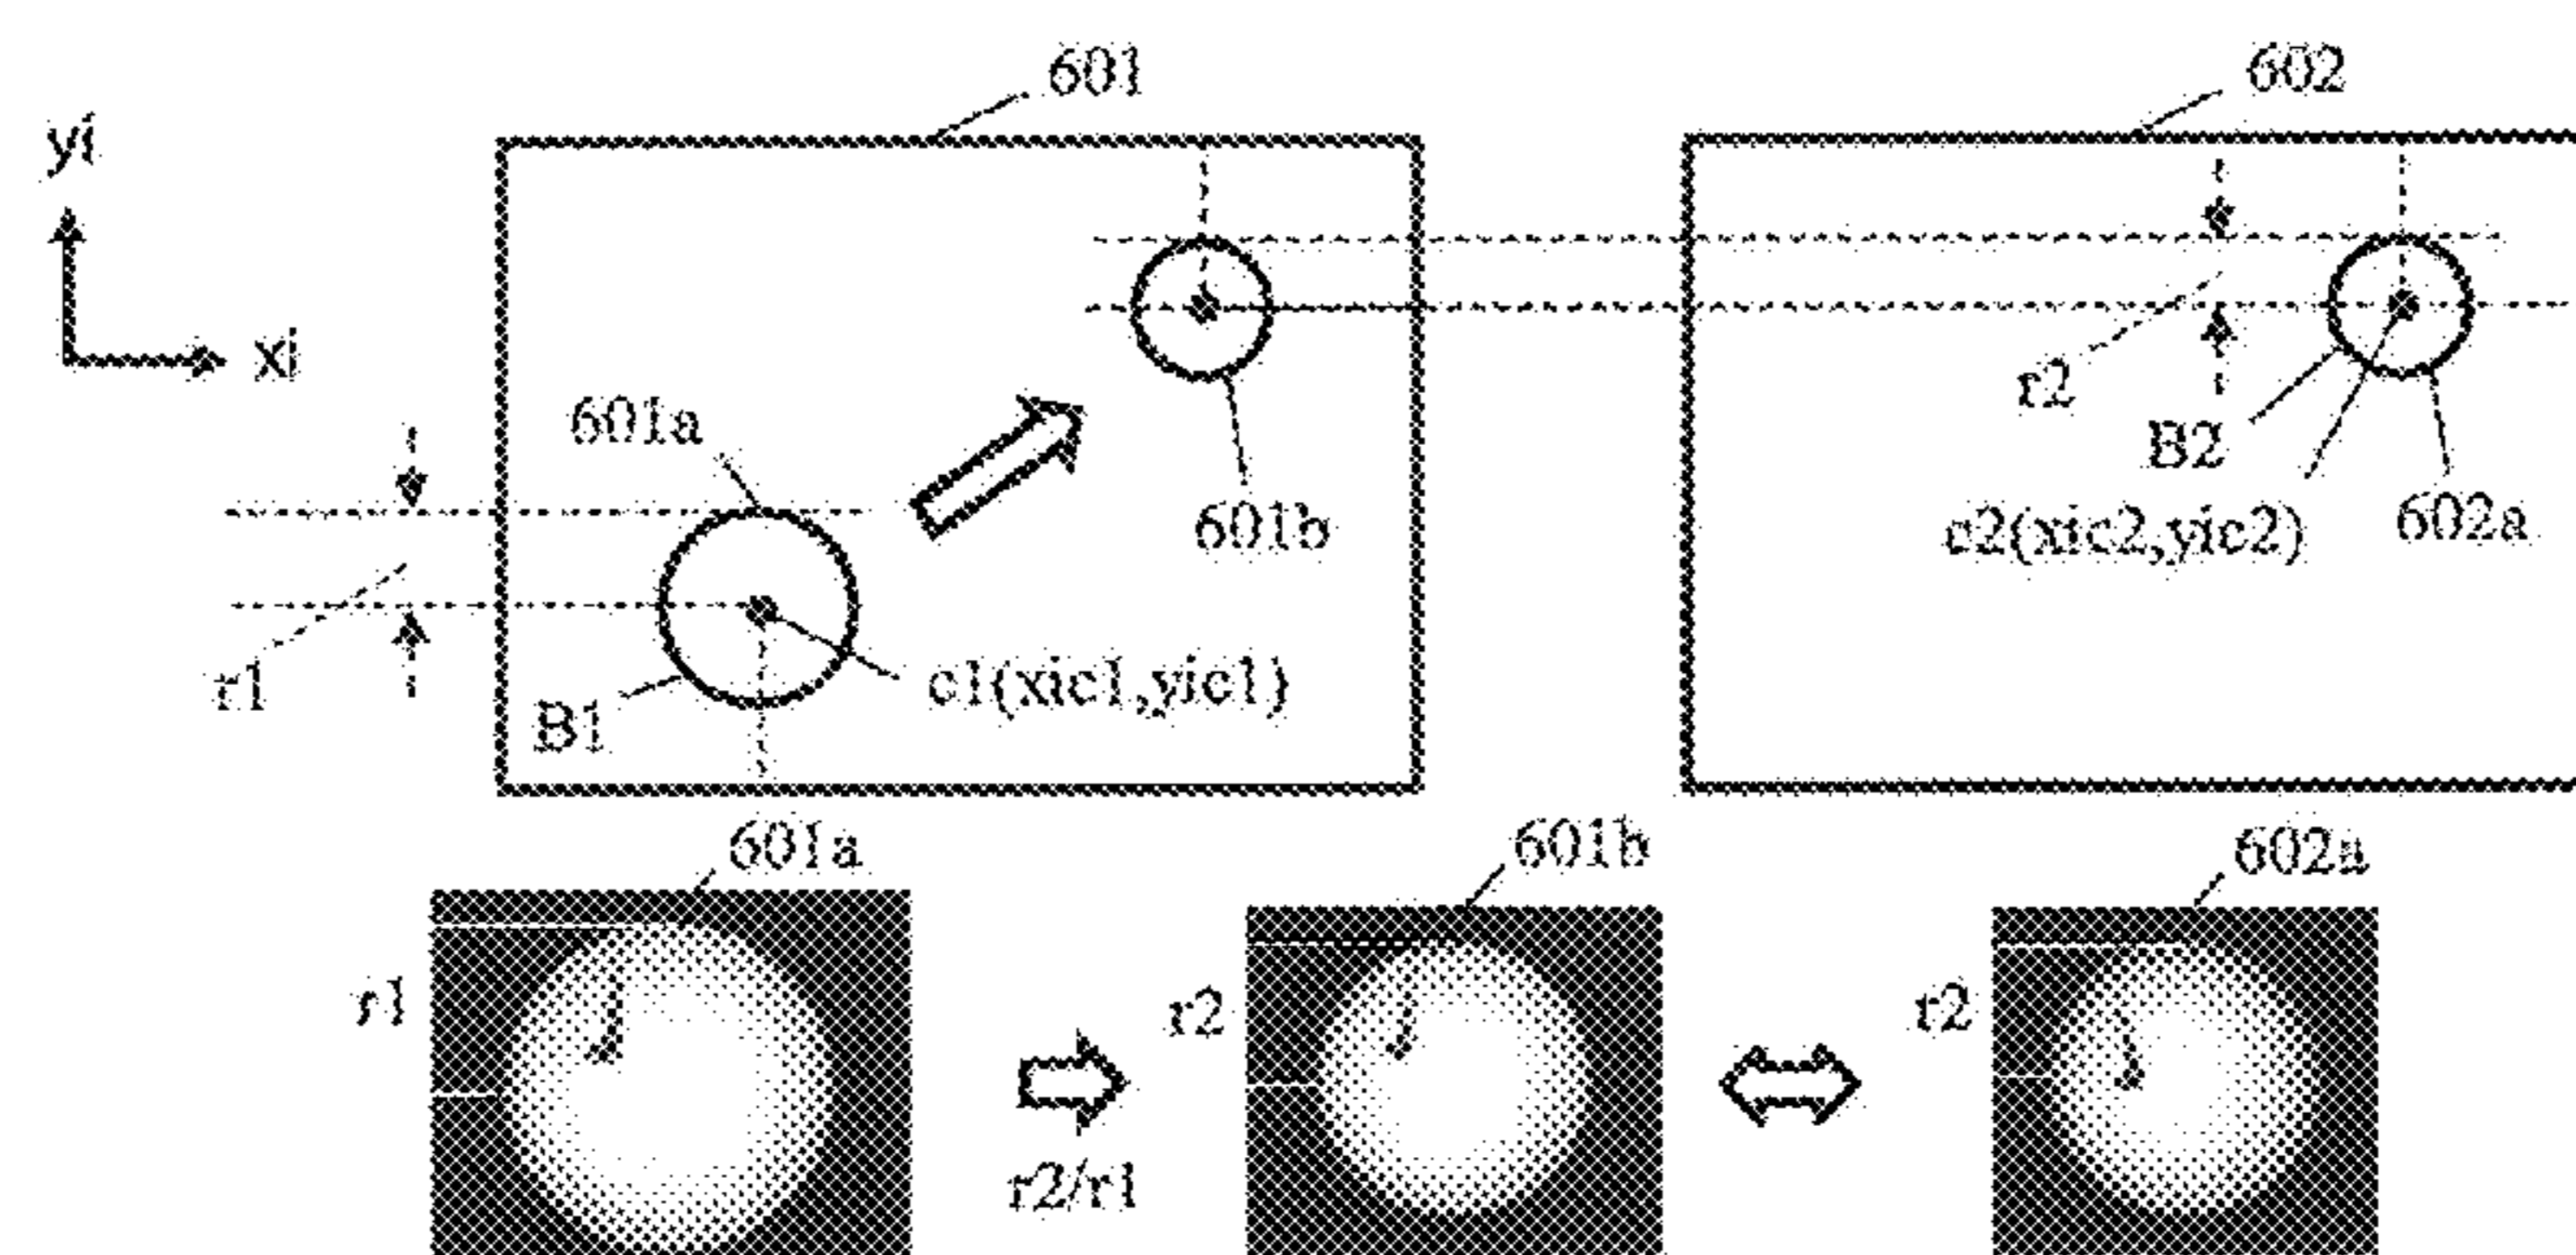 601
602
yi
xi
601a
601b
r1
B1
c1(xic1,yic1)
r2
B2
c2(xic2,yic2)
602a
601a
601b
602a
r1
r2/r1
r2
r2